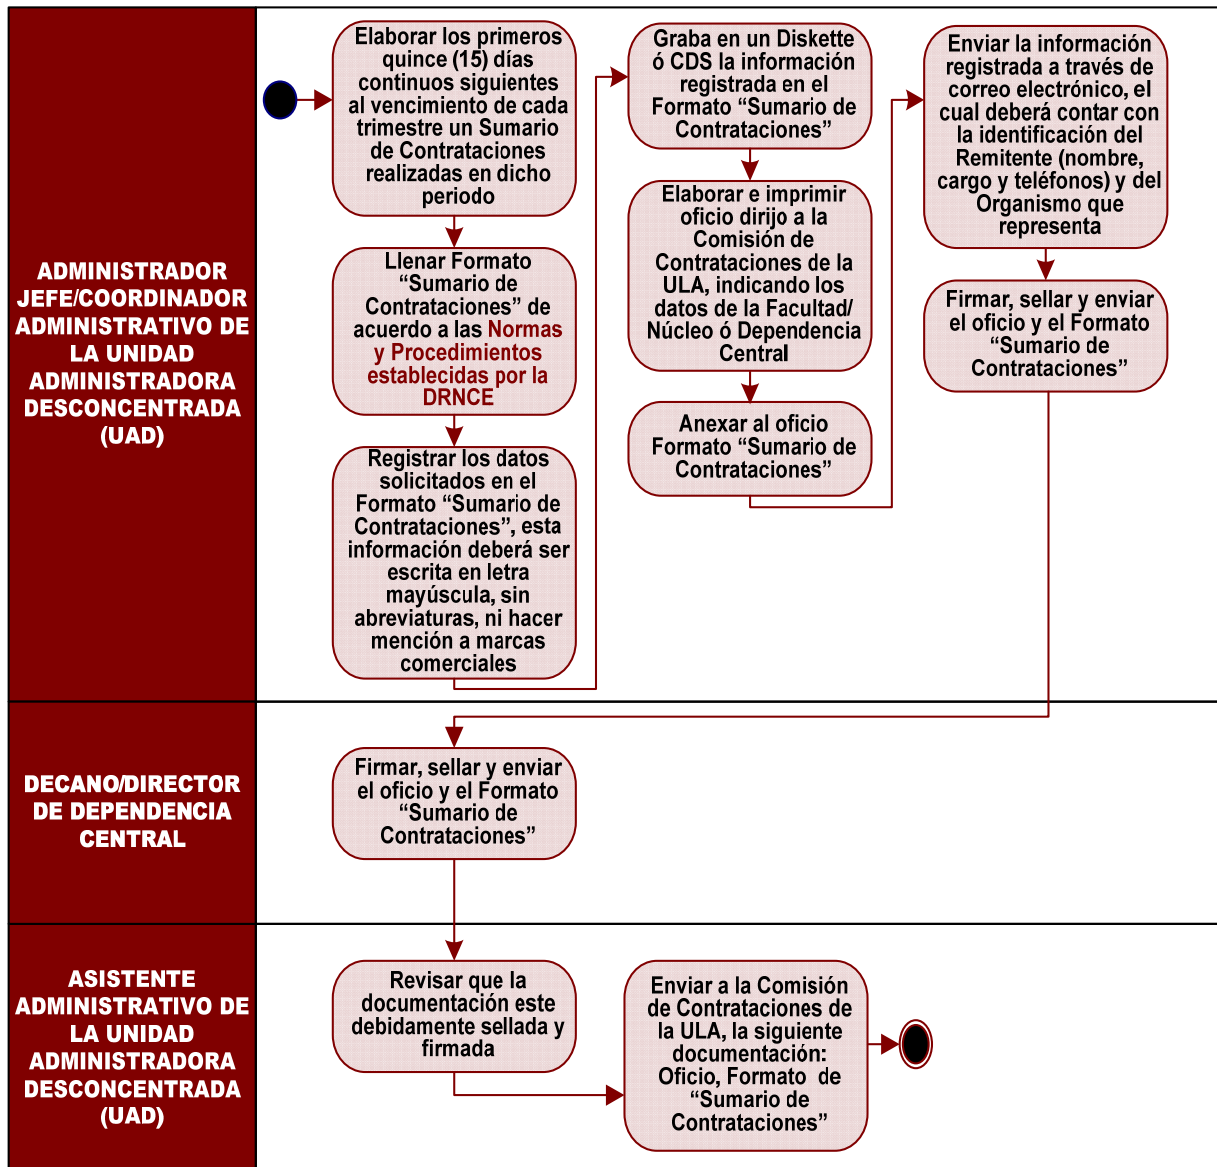 ADMINISTRADOR
JEFE/COORDINADOR
ADMINISTRATIVO DE
LA UNIDAD
ADMINISTRADORA
DESCONCENTRADA
(UAD)
Elaborar los primeros
quince (15) días
continuos siguientes
al vencimiento de cada
trimestre un Sumario
de Contrataciones
realizadas en dicho
periodo
Llenar Formato
“Sumario de
Contrataciones” de
acuerdo a las Normas
y Procedimientos
establecidas por la
DRNCE
Registrar los datos
solicitados en el
Formato “Sumario de
Contrataciones”, esta
información deberá ser
escrita en letra
mayúscula, sin
abreviaturas, ni hacer
mención a marcas
comerciales
Graba en un Diskette
ó CDS la información
registrada en el
Formato “Sumario de
Contrataciones”
Elaborar e imprimir
oficio dirijo a la
Comisión de
Contrataciones de la
ULA, indicando los
datos de la Facultad/
Núcleo ó Dependencia
Central
Anexar al oficio
Formato “Sumario de
Contrataciones”
Enviar la información
registrada a través de
correo electrónico, el
cual deberá contar con
la identificación del
Remitente (nombre,
cargo y teléfonos) y del
Organismo que
representa
Firmar, sellar y enviar
el oficio y el Formato
“Sumario de
Contrataciones”
DECANO/DIRECTOR
DE DEPENDENCIA
CENTRAL
Firmar, sellar y enviar
el oficio y el Formato
“Sumario de
Contrataciones”
ASISTENTE
ADMINISTRATIVO DE
LA UNIDAD
ADMINISTRADORA
DESCONCENTRADA
(UAD)
Revisar que la
documentación este
debidamente sellada y
firmada
Enviar a la Comisión
de Contrataciones de
la ULA, la siguiente
documentación:
Oficio, Formato de
“Sumario de
Contrataciones”